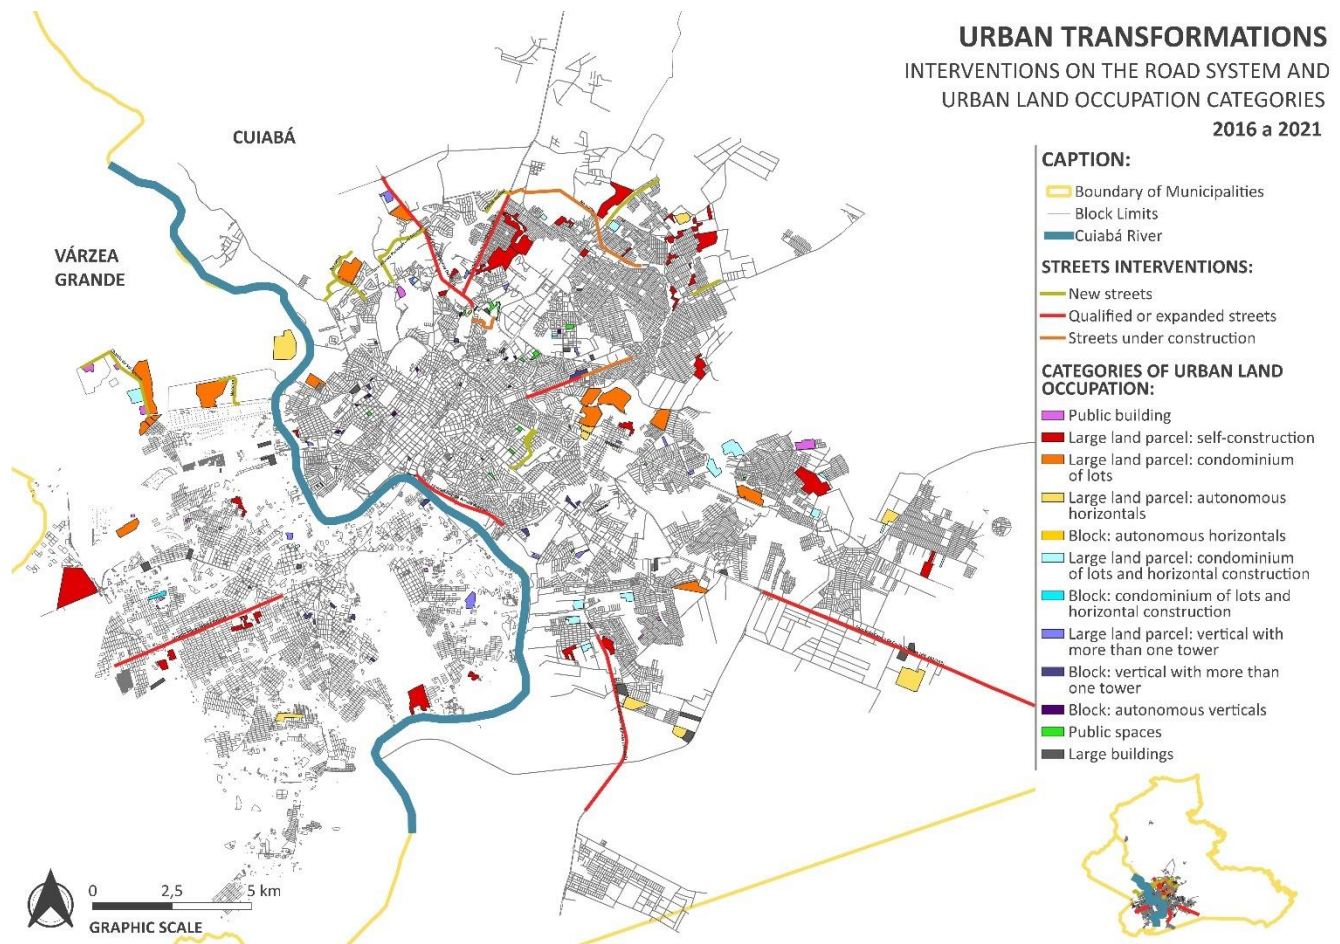 URBAN TRANSFORMATIONS
INTERVENTIONS ON THE ROAD SYSTEM AND
URBAN LAND OCCUPATION CATEGORIES
2016 a 2021
CUIABÁ
VÁRZEA
GRANDE
CAPTION:
Boundary of Municipalities
Block Limits
Cuiabá River
STREETS INTERVENTIONS:
New streets
Qualified or expanded streets
Streets under construction
CATEGORIES OF URBAN LAND
OCCUPATION:
Public building
Large land parcel: self-construction
Large land parcel: condominium
of lots
Large land parcel: autonomous
horizontals
Block: autonomous horizontals
Large land parcel: condominium
of lots and horizontal construction
Block: condominium of lots and
horizontal construction
Large land parcel: vertical with
more than one tower
Block: vertical with more than
one tower
Block: autonomous verticals
Public spaces
Large buildings
0 2,5 5 km
GRAPHIC SCALE